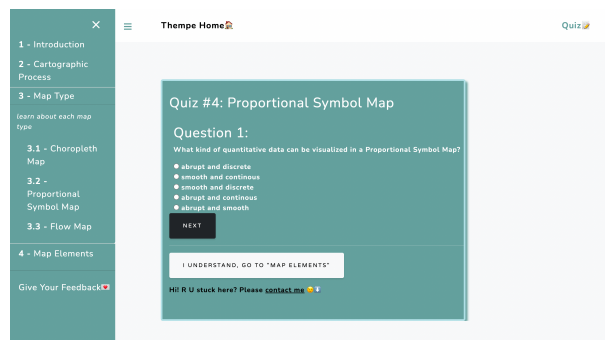 1 - Introduction
2 - Cartographic
Process
3 - Map Type
learn about each map
type
3.1 - Choropleth
Map
3.2 -
Proportional
Symbol Map
3.3 - Flow Map
4 - Map Elements
Give Your Feedback💌
Thempe Home🏠
Quiz📝
Quiz #4: Proportional Symbol Map
Question 1:
What kind of quantitative data can be visualized in a Proportional Symbol Map?
abrupt and discrete
smooth and continous
smooth and discrete
abrupt and continous
abrupt and smooth
NEXT
I UNDERSTAND, GO TO "MAP ELEMENTS"
Hi! R U stuck here? Please contact me